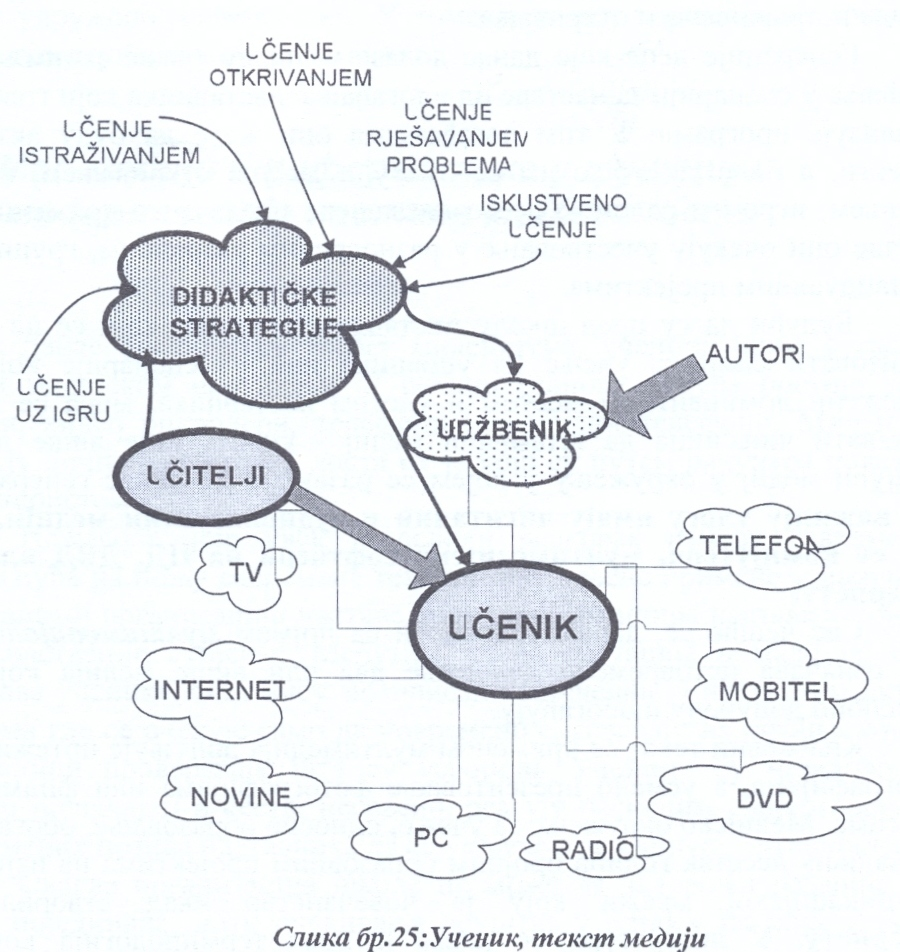 UČENJE
OTKRIVANJEM
UČENJE
ISTRAŽIVANJEM
UČENJE
RJEŠAVANJEM
PROBLEMA
ISKUSTVENO
UČENJE
DIDAKTIČKE
STRATEGIJE
AUTORI
UČENJE
UZ IGRU
UDŽBENIK
UČITELJI
TV
TELEFON
UČENIK
INTERNET
MOBITEL
NOVINE
DVD
PC
RADIO
Слика бр.25:Ученик, текст медији